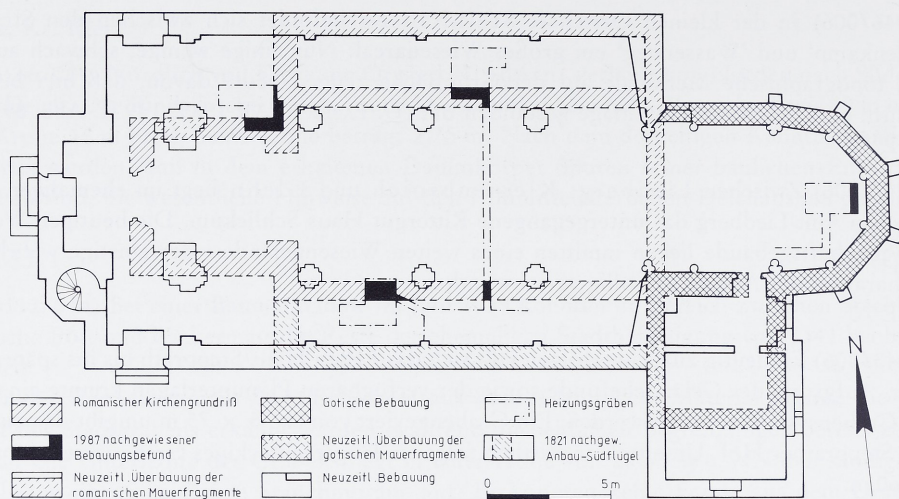 N
Romanischer Kirchengrundriß
Gotische Bebauung
Heizungsgräben
1987 nachgewiesener
Bebauungsbefund
Neuzeitl. Überbauung der
gotischen Mauerfragmente
1821 nachgew.
Anbau-Südflügel
Neuzeitl. Überbauung der
romanischen Mauerfragmente
Neuzeitl. Bebauung
0 5m